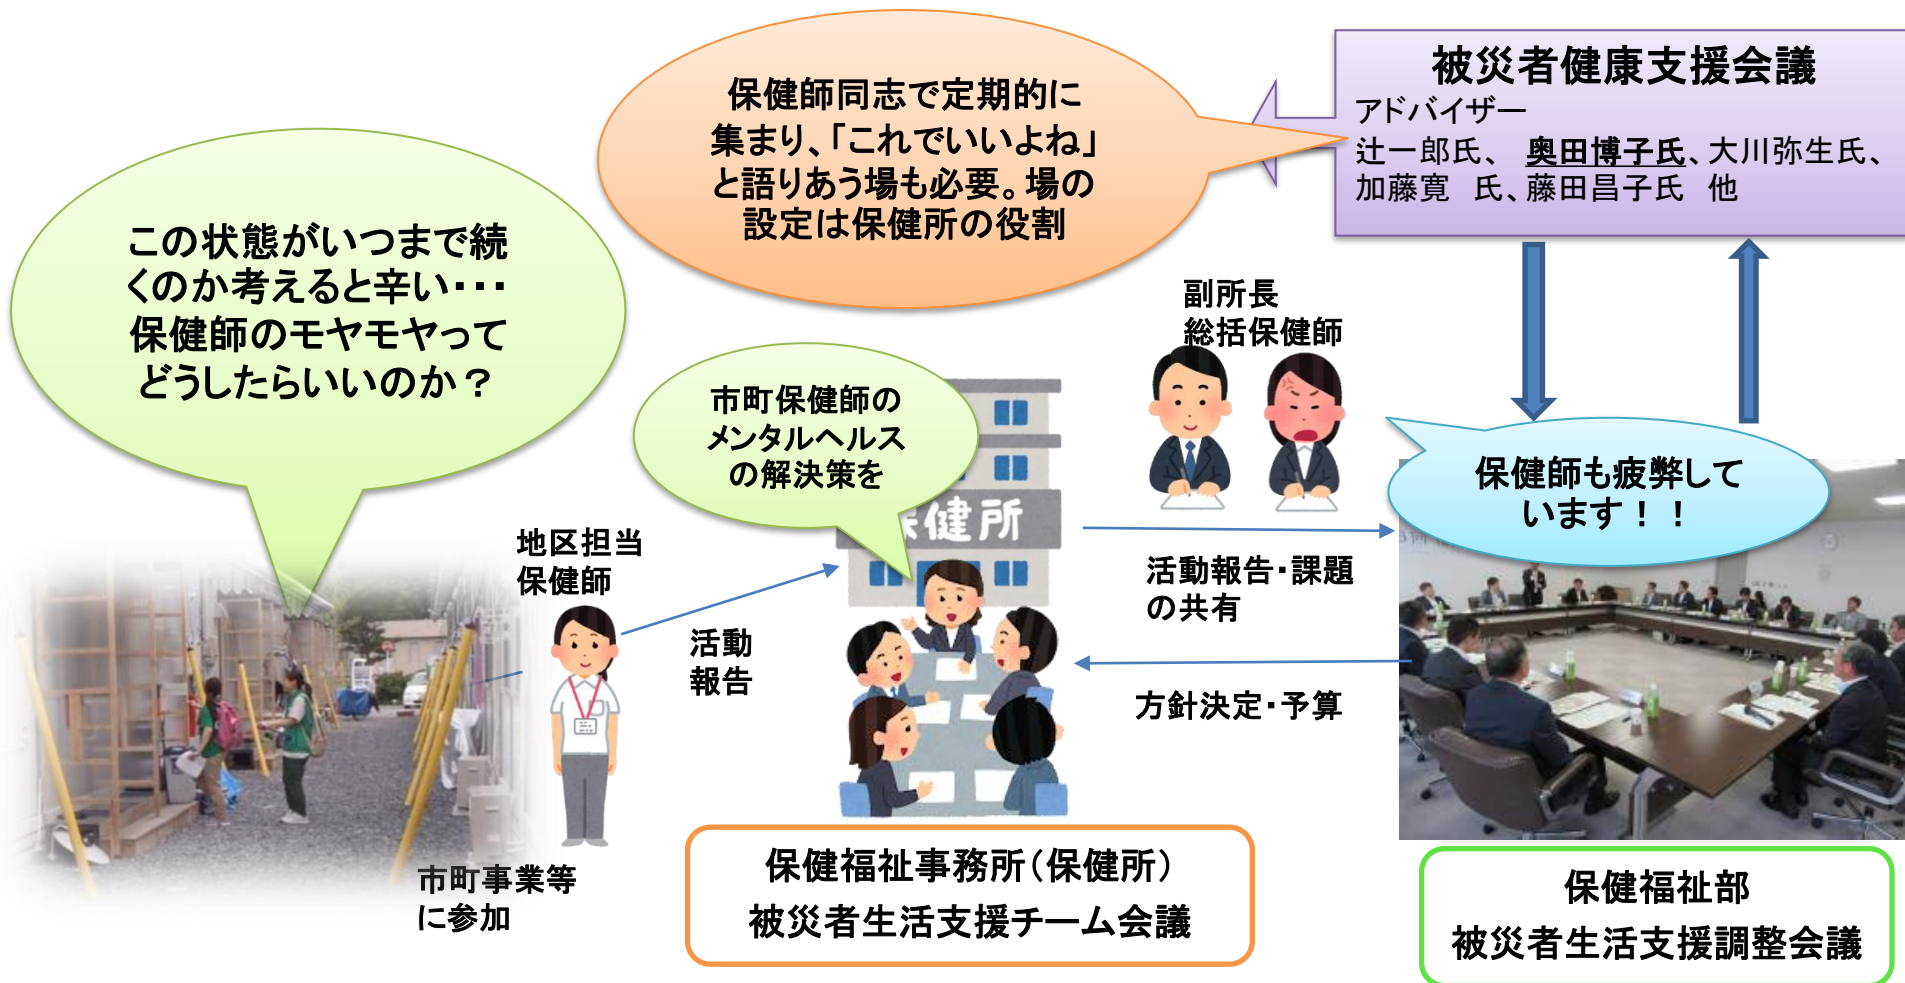 被災者健康支援会議
アドバイザー
辻一郎氏、 奥田博子氏、大川弥生氏、
加藤寛　氏、藤田昌子氏　他
保健師同志で定期的に
集まり、「これでいいよね」
と語りあう場も必要。場の
設定は保健所の役割
この状態がいつまで続
くのか考えると辛い・・・
保健師のモヤモヤって
どうしたらいいのか？
市町保健師の
メンタルヘルス
の解決策を
副所長
総括保健師
保健師も疲弊して
います！！
地区担当
保健師
保健所
活動
報告
活動報告・課題
の共有
方針決定・予算
市町事業等
に参加
保健福祉事務所（保健所）
被災者生活支援チーム会議
保健福祉部
被災者生活支援調整会議